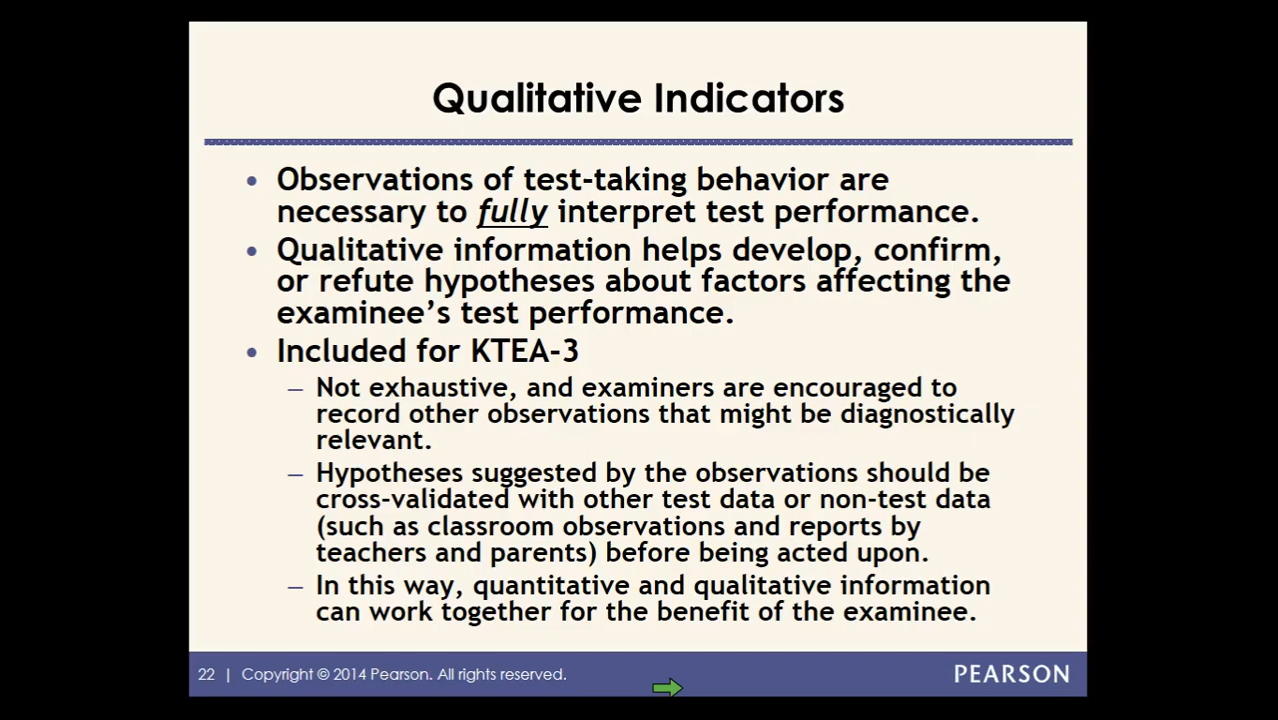 Qualitative Indicators
• Observations of test-taking behavior are
necessary to fully interpret test performance.
• Qualitative information helps develop, confirm,
or refute hypotheses about factors affecting the
examinee’s test performance.
• Included for KTEA-3
– Not exhaustive, and examiners are encouraged to
record other observations that might be diagnostically
relevant.
– Hypotheses suggested by the observations should be
cross-validated with other test data or non-test data
(such as classroom observations and reports by
teachers and parents) before being acted upon.
– In this way, quantitative and qualitative information
can work together for the benefit of the examinee.
22 | Copyright © 2014 Pearson. All rights reserved.
PEARSON